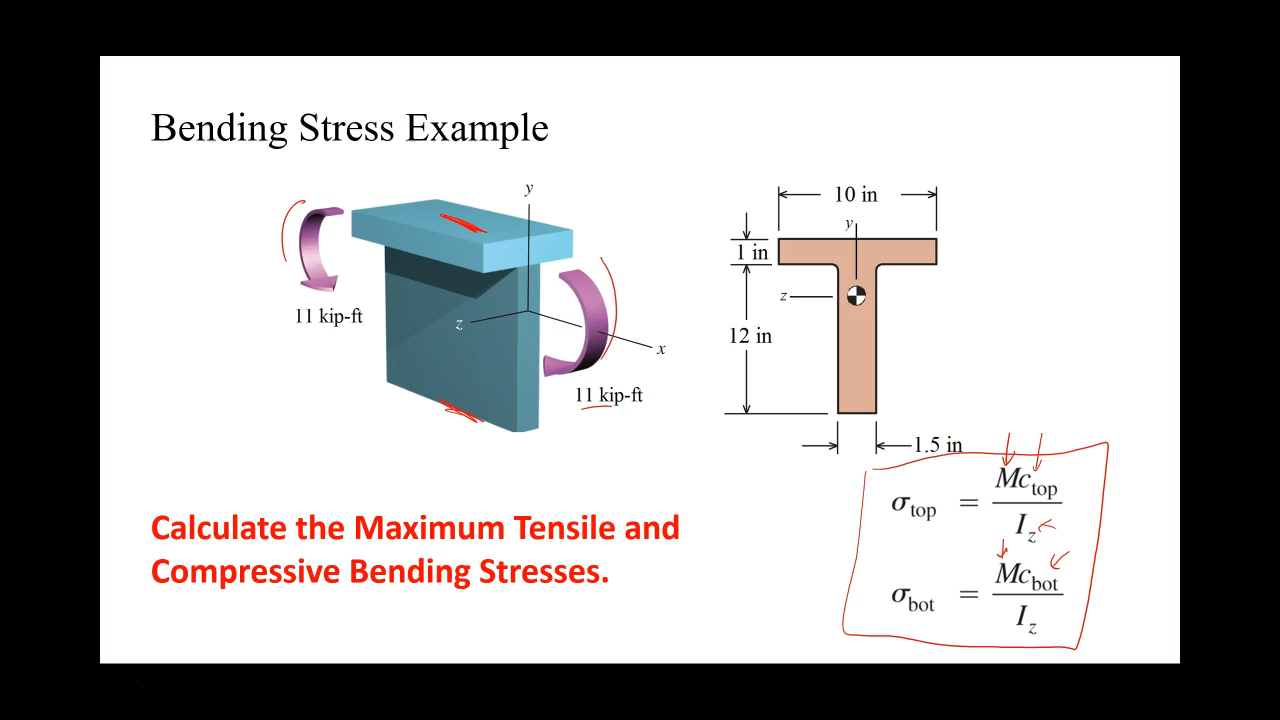 Bending Stress Example
y
z
x
11 kip-ft
11 kip-ft
10 in
y
1 in
z
12 in
1.5 in
σtop = Mctop / Iz
σbot = Mcbot / Iz
Calculate the Maximum Tensile and
Compressive Bending Stresses.